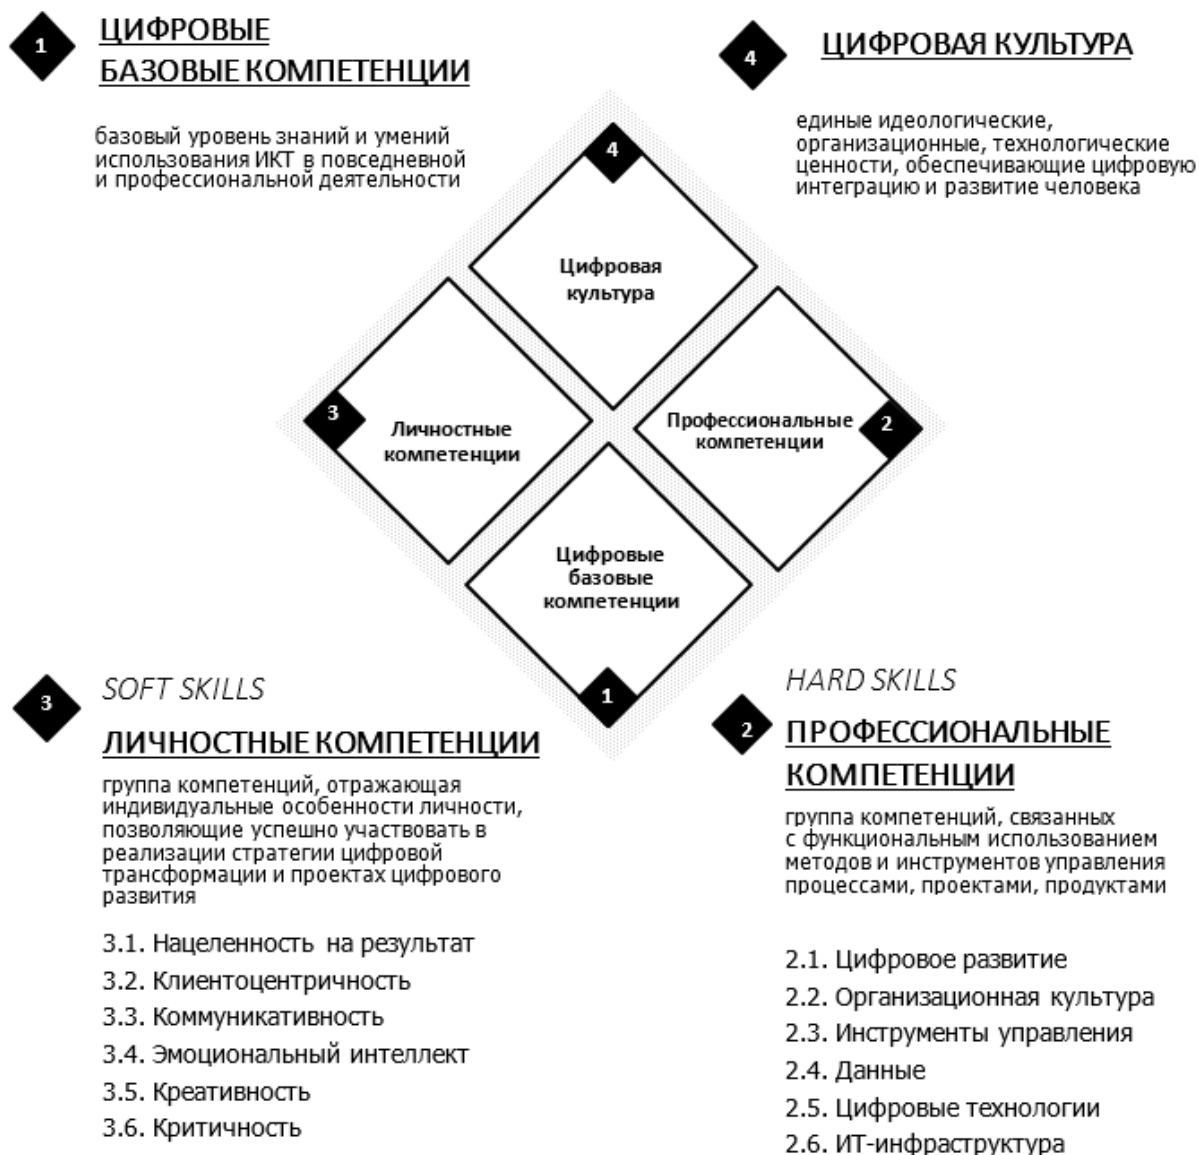 1
ЦИФРОВЫЕ
БАЗОВЫЕ КОМПЕТЕНЦИИ
базовый уровень знаний и умений
использования ИКТ в повседневной
и профессиональной деятельности
4
ЦИФРОВАЯ КУЛЬТУРА
единые идеологические,
организационные, технологические
ценности, обеспечивающие цифровую
интеграцию и развитие человека
4
Цифровая
культура
3
Личностные
компетенции
Профессиональные
компетенции
2
Цифровые
базовые
компетенции
1
3
SOFT SKILLS
ЛИЧНОСТНЫЕ КОМПЕТЕНЦИИ
группа компетенций, отражающая
индивидуальные особенности личности,
позволяющие успешно участвовать в
реализации стратегии цифровой
трансформации и проектах цифрового
развития
3.1. Нацеленность на результат
3.2. Клиентоцентричность
3.3. Коммуникативность
3.4. Эмоциональный интеллект
3.5. Креативность
3.6. Критичность
HARD SKILLS
2
ПРОФЕССИОНАЛЬНЫЕ
КОМПЕТЕНЦИИ
группа компетенций, связанных
с функциональным использованием
методов и инструментов управления
процессами, проектами, продуктами
2.1. Цифровое развитие
2.2. Организационная культура
2.3. Инструменты управления
2.4. Данные
2.5. Цифровые технологии
2.6. ИТ-инфраструктура